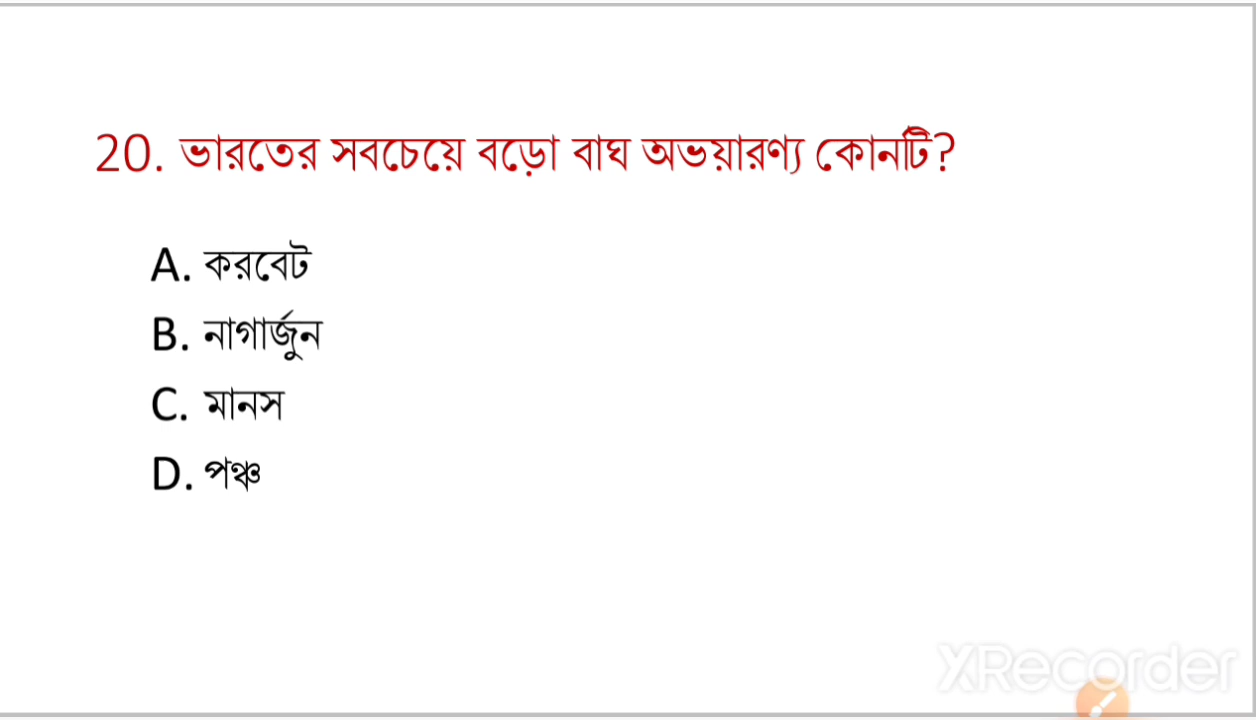 20. ভারতের সবচেয়ে বড়ো বাঘ অভয়ারণ্য কোনটি?
A. করবেট
B. নাগার্জুন
C. মানস
D. পঞ্চ
XRecorder